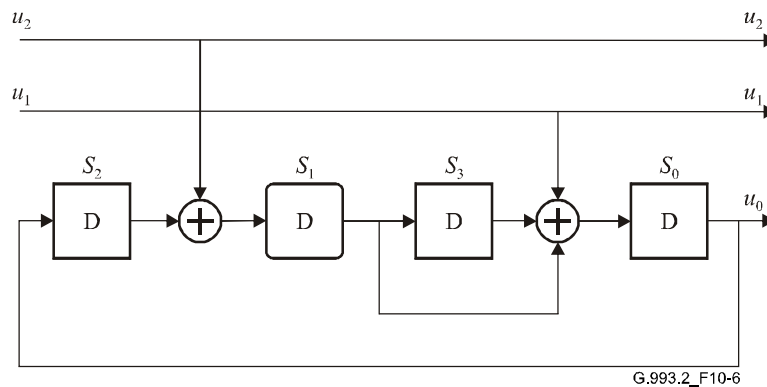 u2 u2
u1 u1
S2 S1 S3 S0
D D D D u0
G.993.2_F10-6